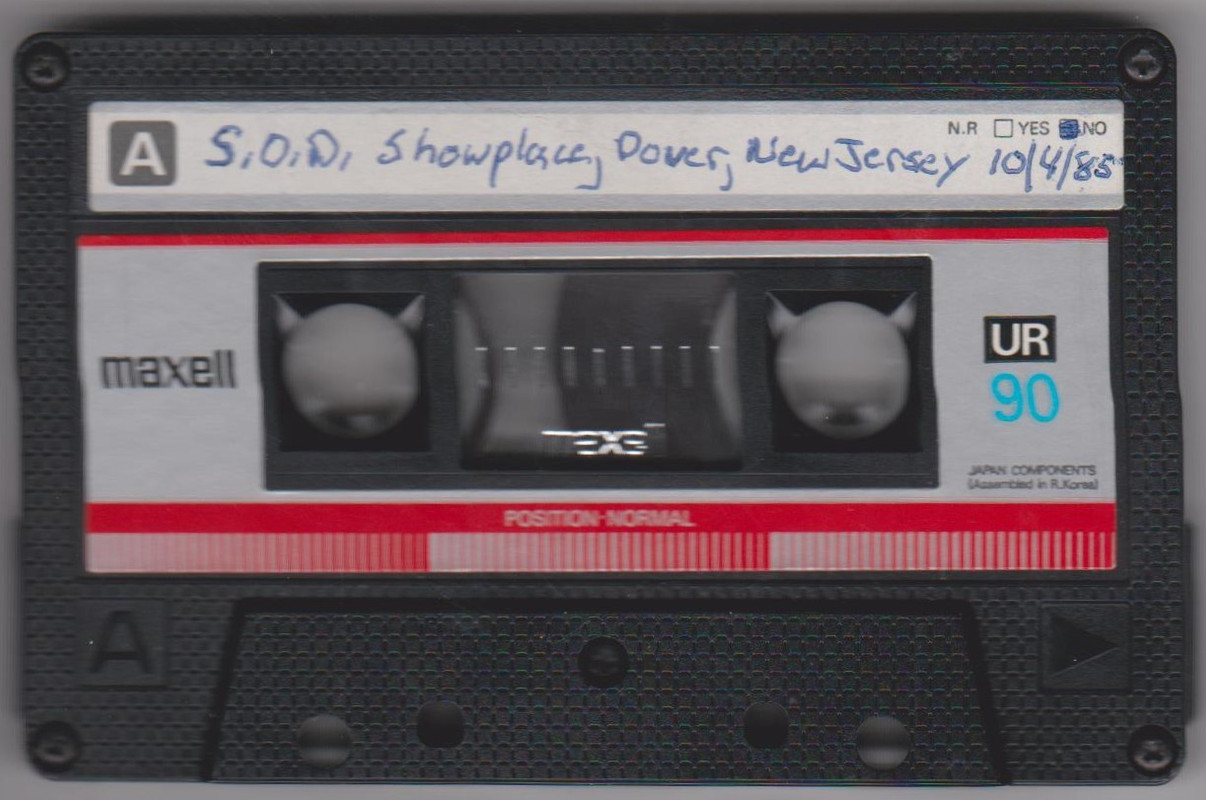 N.R YES NO
A S.O.D. Showplace, Dover, New Jersey 10/4/85
maxell
UR
90
maxell
JAPAN COMPONENTS
(Assembled in R.Korea)
POSITION·NORMAL
A